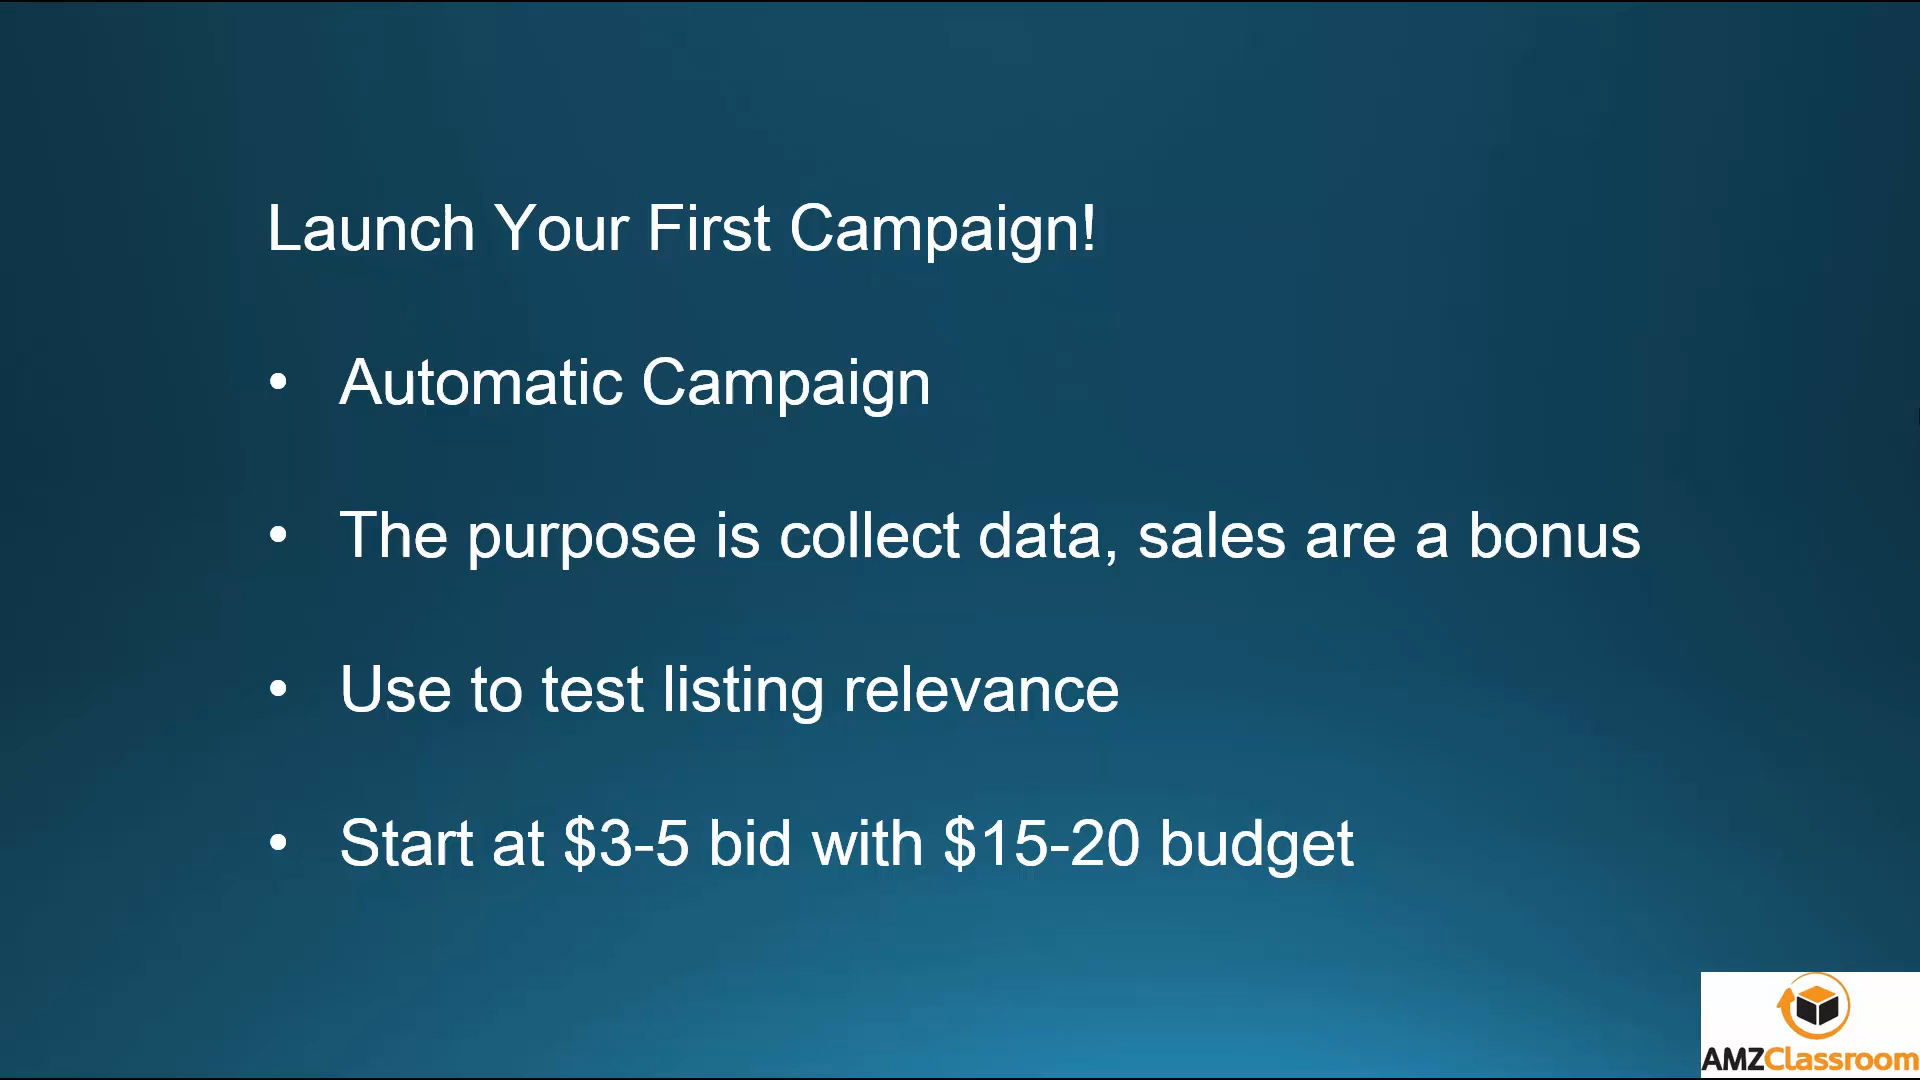 Launch Your First Campaign!
• Automatic Campaign
• The purpose is collect data, sales are a bonus
• Use to test listing relevance
• Start at $3-5 bid with $15-20 budget
AMZClassroom